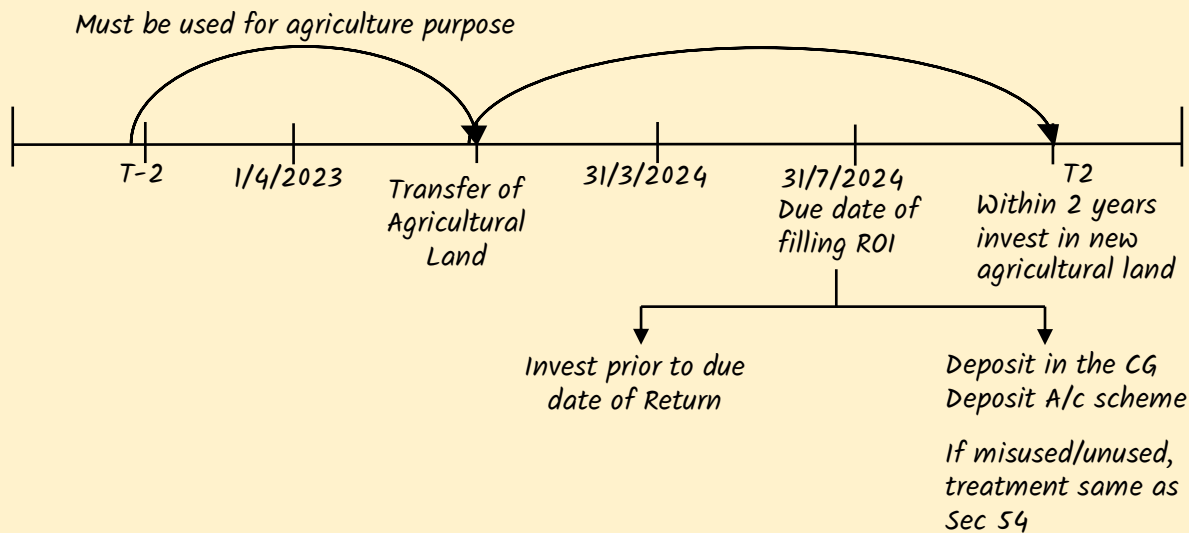 Must be used for agriculture purpose
T-2
1/4/2023
Transfer of
Agricultural
Land
31/3/2024
31/7/2024
Due date of
filling ROI
T2
Within 2 years
invest in new
agricultural land
Invest prior to due
date of Return
Deposit in the CG
Deposit A/c scheme
If misused/unused,
treatment same as
Sec 54